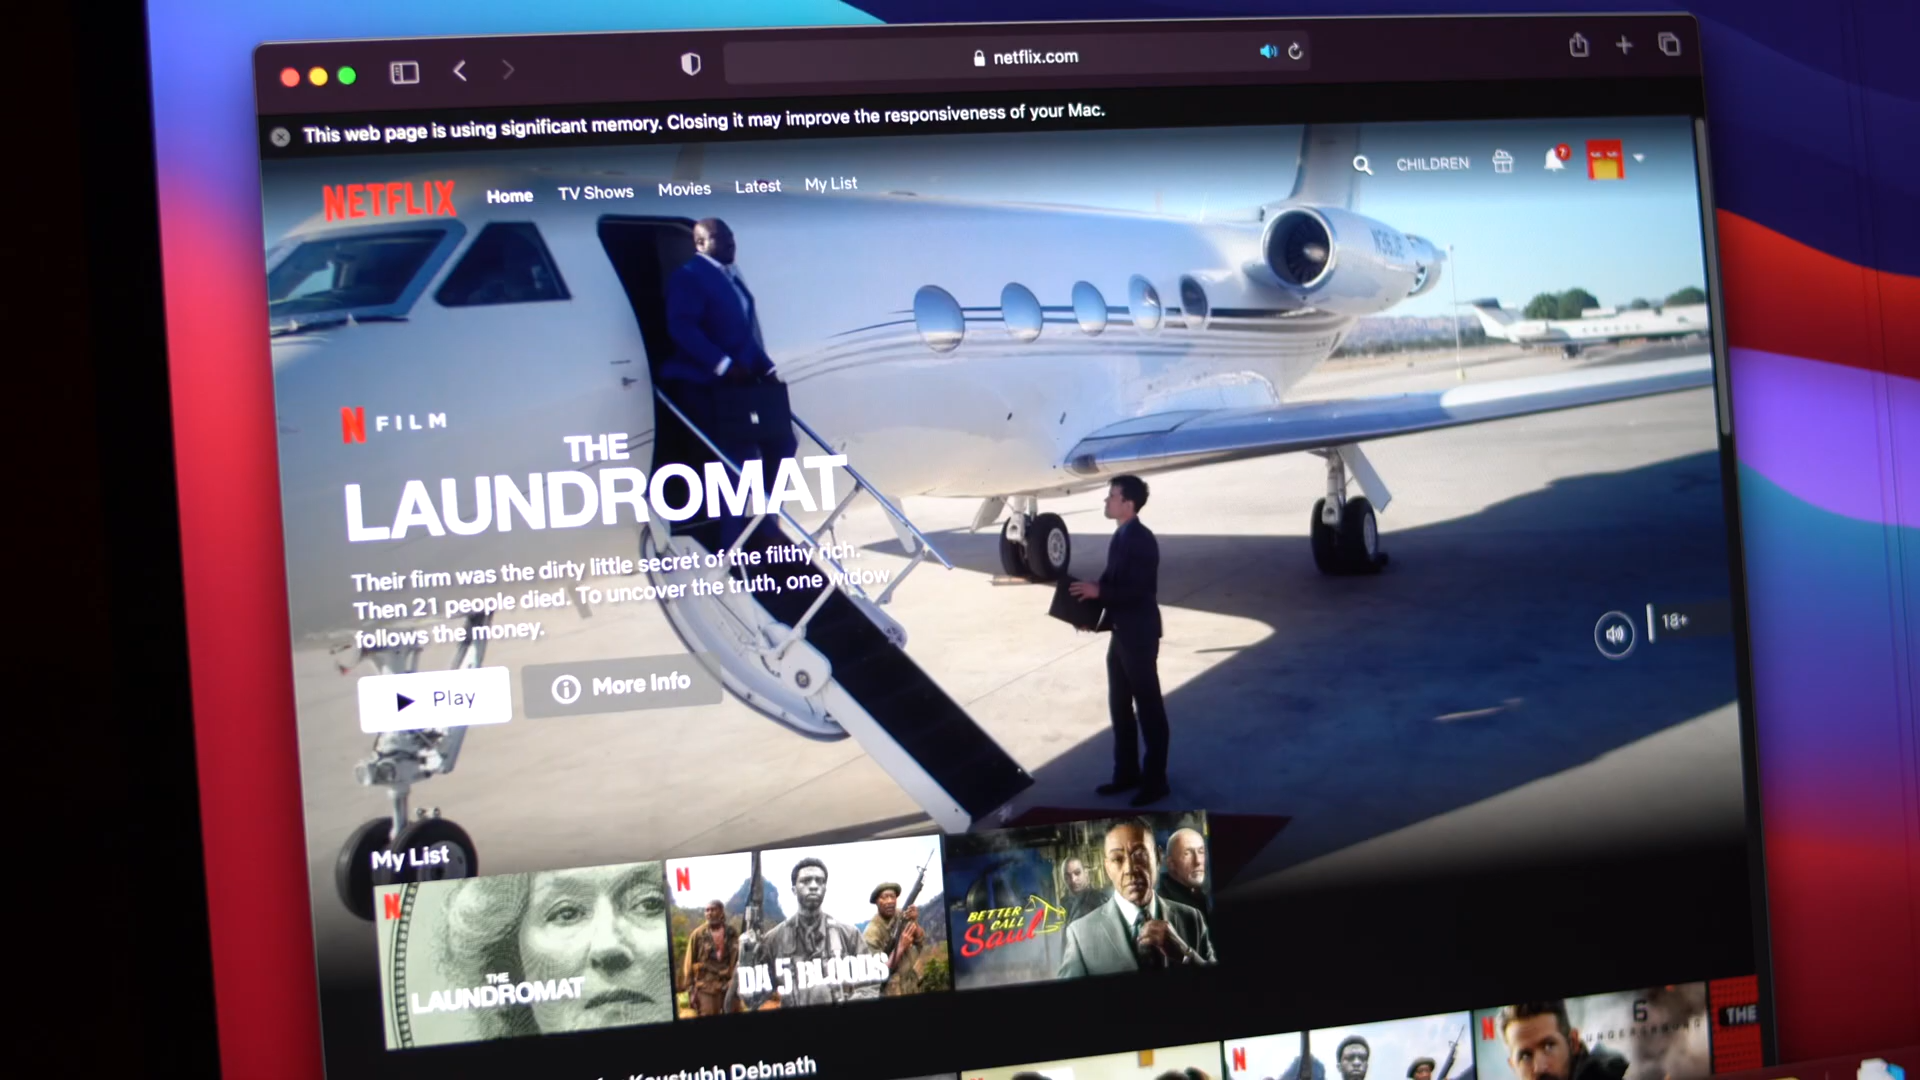 netflix.com
This web page is using significant memory. Closing it may improve the responsiveness of your Mac.
NETFLIX Home TV Shows Movies Latest My List
CHILDREN 7
N FILM
THE
LAUNDROMAT
Their firm was the dirty little secret of the filthy rich.
Then 21 people died. To uncover the truth, one widow
follows the money.
Play More Info
18+
My List
N
THE
LAUNDROMAT
N
DA 5 BLOODS
BETTER
CALL
Saul
Koustubh Debnath
N
N
6
UNDERGROUND
THE